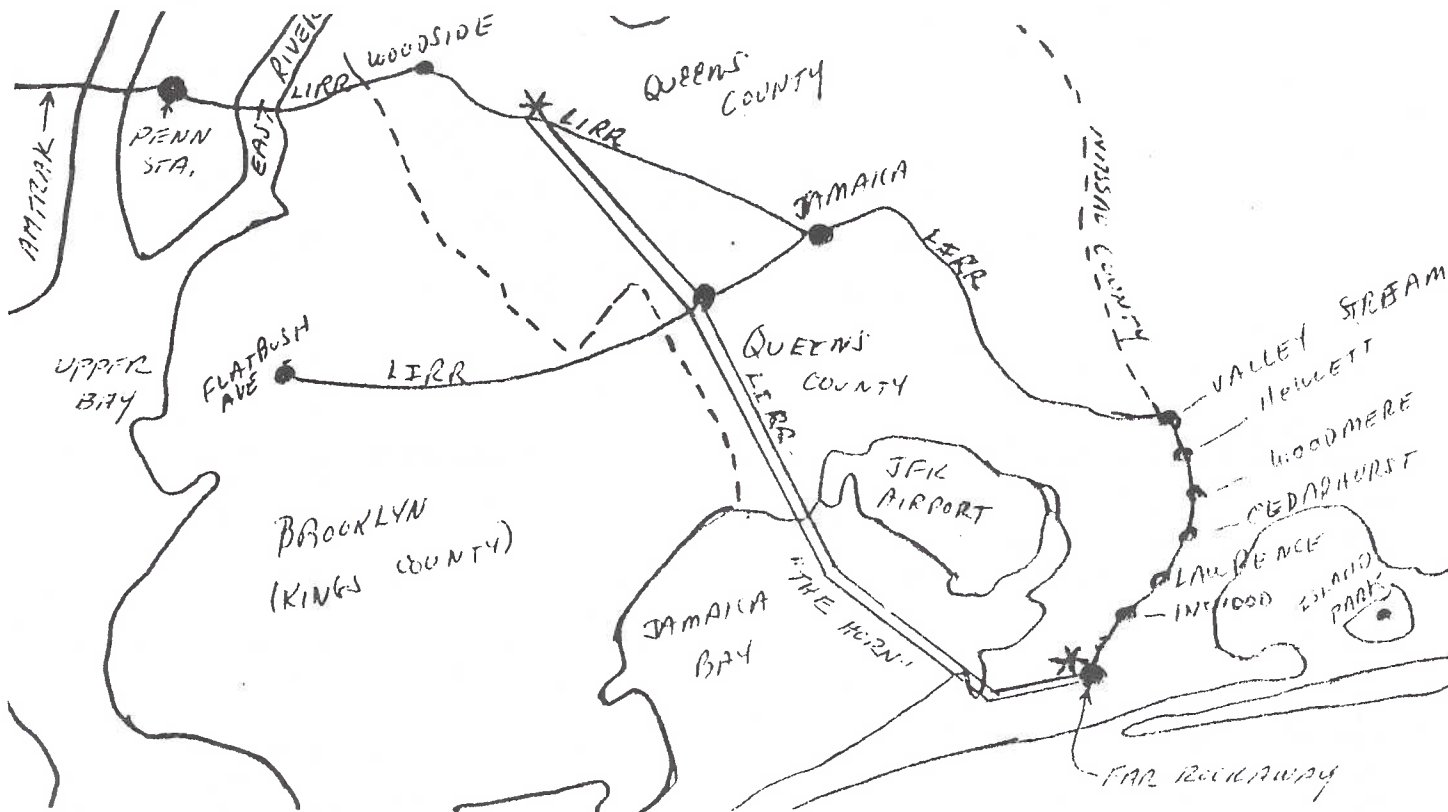 WOODSIDE
RIVER
EAST
LIRR
QUEENS
COUNTY
AMTRAK
PENN
STA.
LIRR
JAMAICA
NASSAU COUNTY
LIRR
VALLEY STREAM
HEWLETT
WOODMERE
CEDARHURST
LAWRENCE
INWOOD
ISLAND
PARK
UPPER
BAY
FLATBUSH
AVE
LIRR
QUEENS
COUNTY
LIRR
JFK
AIRPORT
BROOKLYN
(KINGS COUNTY)
"THE HORN"
JAMAICA
BAY
FAR ROCKAWAY